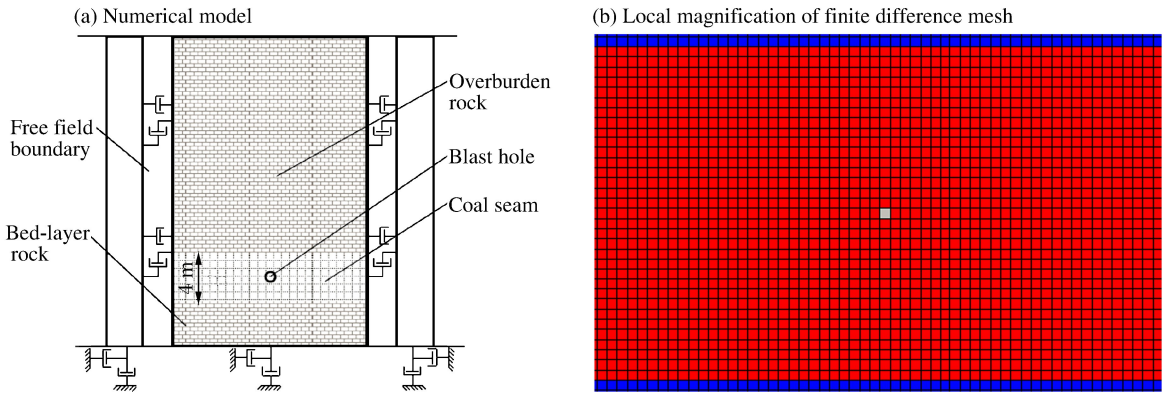 (a) Numerical model
Overburden
rock
Free field
boundary
Blast hole
Coal seam
Bed-layer
rock
4 m
(b) Local magnification of finite difference mesh